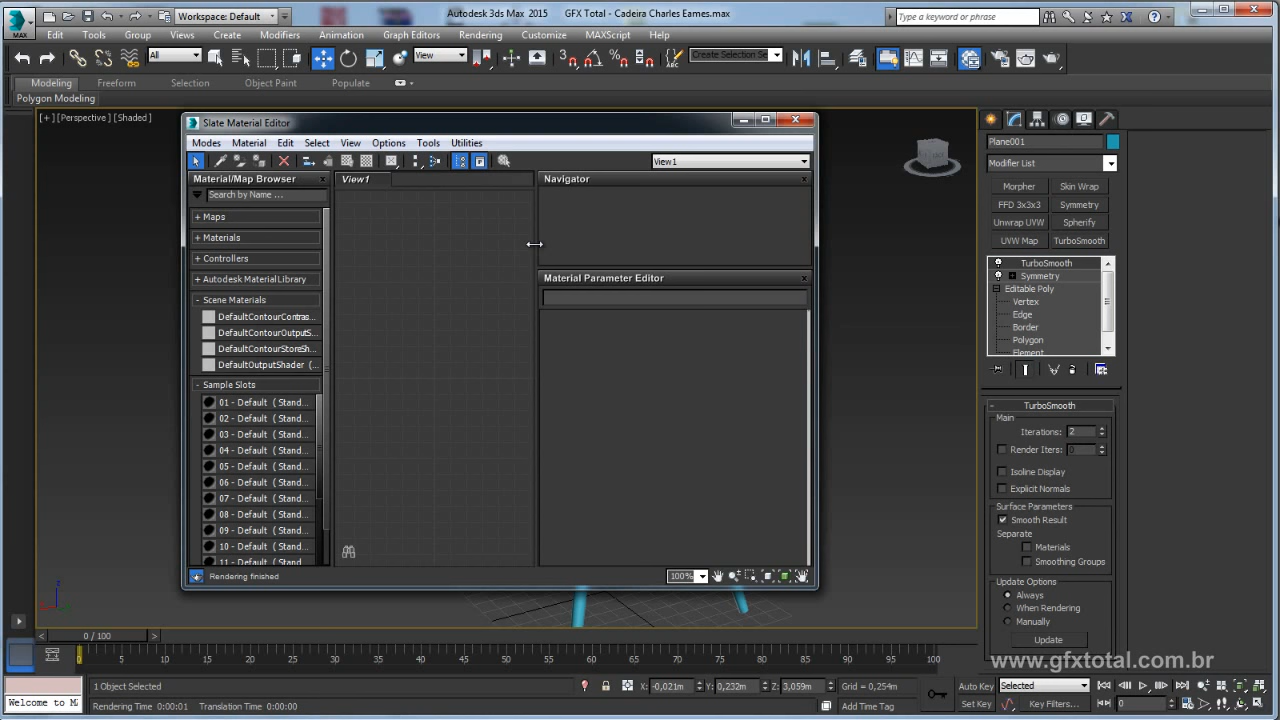 Workspace: Default
Autodesk 3ds Max 2015
GFX Total - Cadeira Charles Eames.max
Type a keyword or phrase
MAX
Edit Tools Group Views Create Modifiers Animation Graph Editors Rendering Customize MAXScript Help
All
View
Create Selection Se
Modeling Freeform Selection Object Paint Populate
Polygon Modeling
[+] [Perspective] [Shaded]
Slate Material Editor
Modes Material Edit Select View Options Tools Utilities
View1
Material/Map Browser
View1
Navigator
Search by Name ...
+ Maps
+ Materials
+ Controllers
+ Autodesk Material Library
- Scene Materials
DefaultContourContras...
DefaultContourOutputS...
DefaultContourStoreSh...
DefaultOutputShader (...
- Sample Slots
01 - Default ( Stand...
02 - Default ( Stand...
03 - Default ( Stand...
04 - Default ( Stand...
05 - Default ( Stand...
06 - Default ( Stand...
07 - Default ( Stand...
08 - Default ( Stand...
09 - Default ( Stand...
10 - Default ( Stand...
11 - Default ( Stand...
Material Parameter Editor
Rendering finished
100%
Plane001
Modifier List
Morpher Skin Wrap
FFD 3x3x3 Symmetry
Unwrap UVW Spherify
UVW Map TurboSmooth
TurboSmooth
Symmetry
Editable Poly
Vertex
Edge
Border
Polygon
Element
- TurboSmooth
Main
Iterations: 2
Render Iters: 0
Isoline Display
Explicit Normals
Surface Parameters
Smooth Result
Separate
Materials
Smoothing Groups
Update Options
Always
When Rendering
Manually
Update
www.gfxtotal.com.br
< 0 / 100 >
0 5 10 15 20 25 30 35 40 45 50 55 60 65 70 75 80 85 90 95 100
1 Object Selected
X: -0,021m Y: 0,232m Z: 3,059m Grid = 0,254m
Auto Key Selected
Welcome to M
Rendering Time 0:00:01 Translation Time 0:00:00
Add Time Tag
Set Key Key Filters... 0